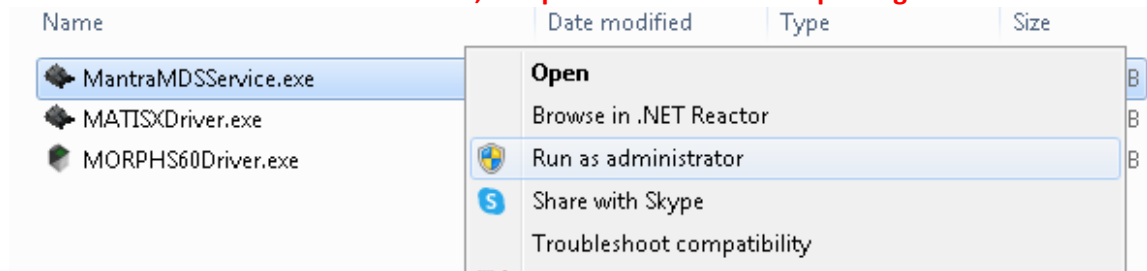 Name Date modified Type Size
MantraMDSService.exe
Open
B
Browse in .NET Reactor
MATISXDriver.exe
B
MORPHS60Driver.exe
Run as administrator
B
S Share with Skype
Troubleshoot compatibility